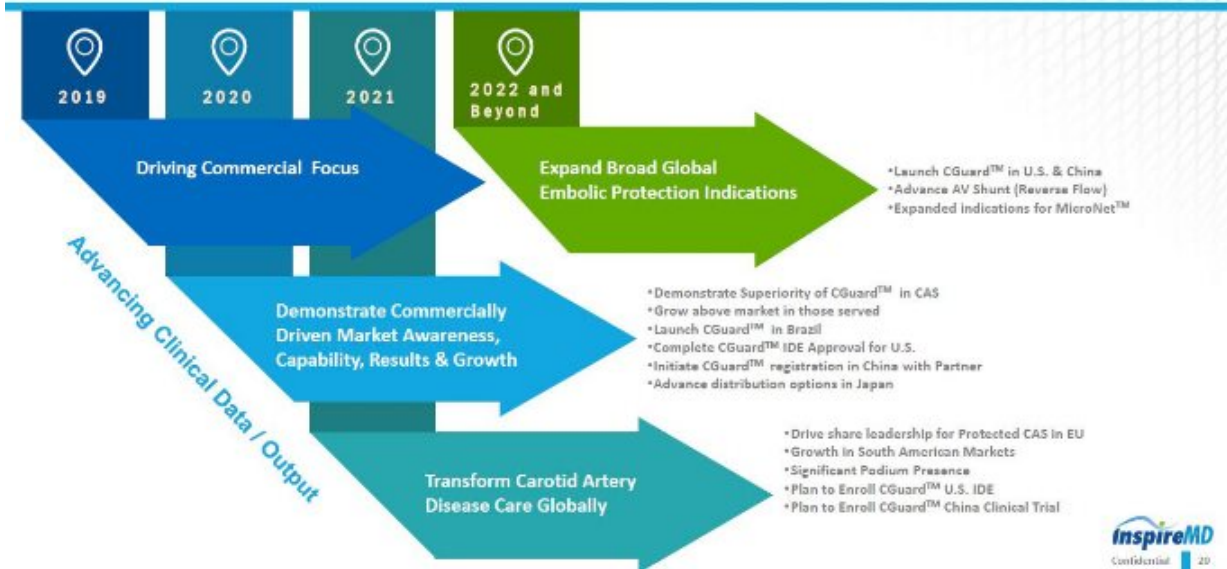 2019
2020
2021
2022 and
Beyond
Driving Commercial Focus
Expand Broad Global
Embolic Protection Indications
•Launch CGuard™ in U.S. & China
•Advance AV Shunt (Reverse Flow)
•Expanded indications for MicroNet™
Advancing Clinical Data / Output
Demonstrate Commercially
Driven Market Awareness,
Capability, Results & Growth
•Demonstrate Superiority of CGuard™ in CAS
•Grow above market in those served
•Launch CGuard™ in Brazil
•Complete CGuard™ IDE Approval for U.S.
•Initiate CGuard™ registration in China with Partner
•Advance distribution options in Japan
Transform Carotid Artery
Disease Care Globally
•Drive share leadership for Protected CAS in EU
•Growth in South American Markets
•Significant Podium Presence
•Plan to Enroll CGuard™ U.S. IDE
•Plan to Enroll CGuard™ China Clinical Trial
InspireMD
Confidential 20